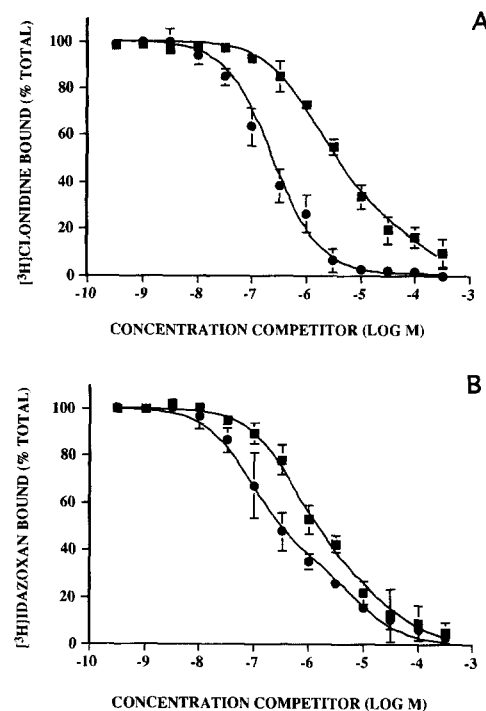 A
[³H]CLONIDINE BOUND (% TOTAL)
100
80
60
40
20
0
-10 -9 -8 -7 -6 -5 -4 -3
CONCENTRATION COMPETITOR (LOG M)
B
[³H]IDAZOXAN BOUND (% TOTAL)
100
80
60
40
20
0
-10 -9 -8 -7 -6 -5 -4 -3
CONCENTRATION COMPETITOR (LOG M)